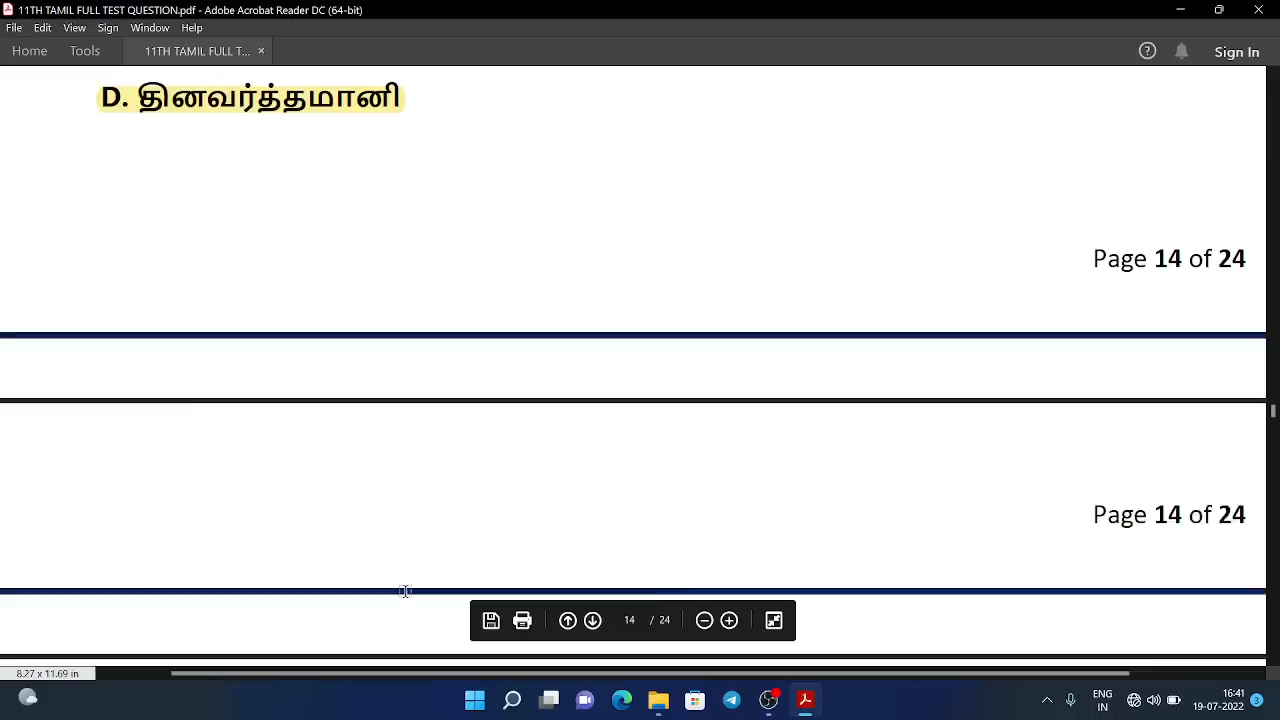 11TH TAMIL FULL TEST QUESTION.pdf - Adobe Acrobat Reader DC (64-bit)
File Edit View Sign Window Help
Home Tools 11TH TAMIL FULL T... × Sign In
D. தினவர்த்தமானி
Page 14 of 24
Page 14 of 24
14 / 24
8.27 x 11.69 in
ENG
IN
16:41
19-07-2022
3